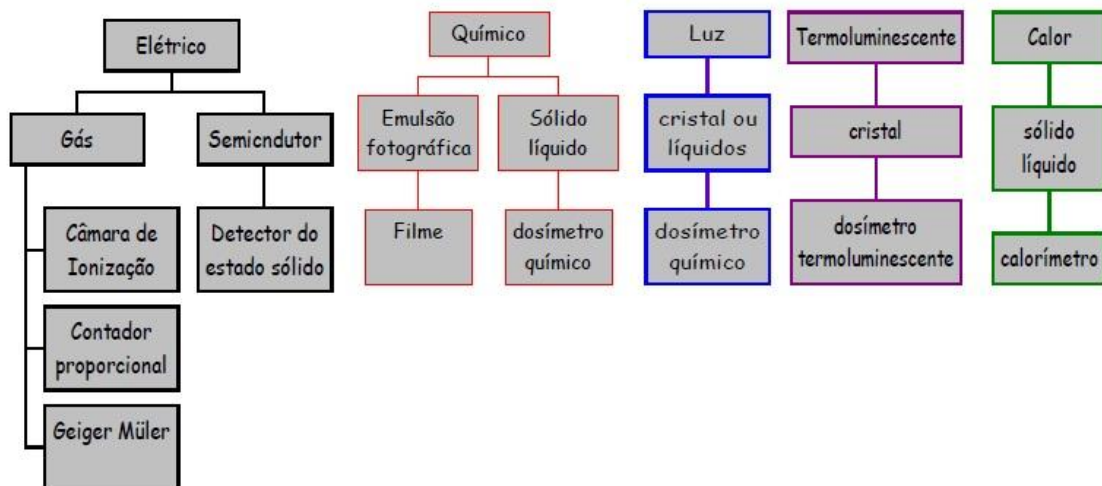 Elétrico
Gás
Semicndutor
Câmara de
Ionização
Detector do
estado sólido
Contador
proporcional
Geiger Müler
Químico
Emulsão
fotográfica
Sólido
líquido
Filme
dosímetro
químico
Luz
cristal ou
líquidos
dosímetro
químico
Termoluminescente
cristal
dosímetro
termoluminescente
Calor
sólido
líquido
calorímetro